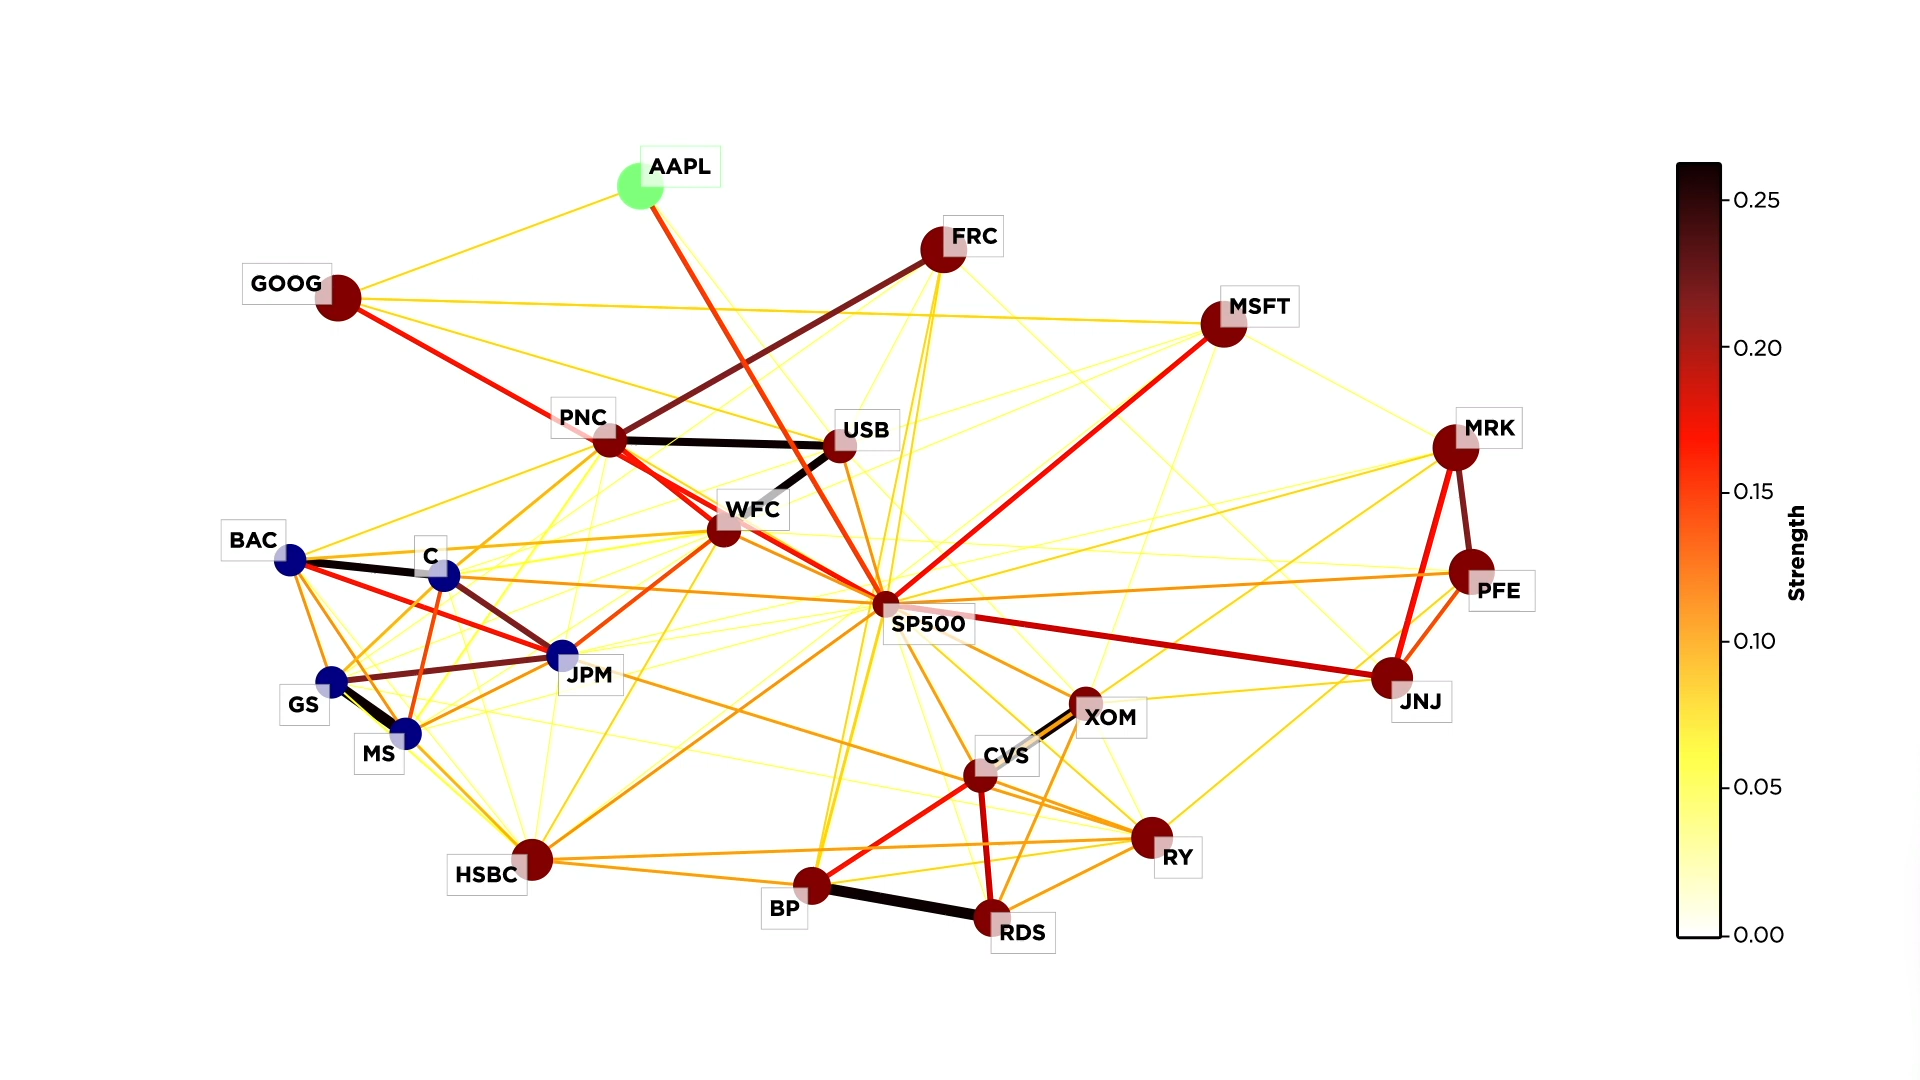 AAPL
FRC
GOOG
MSFT
PNC
USB
MRK
WFC
BAC
C
PFE
SP500
JPM
GS
JNJ
MS
XOM
CVS
RY
HSBC
BP
RDS
0.25
0.20
0.15
0.10
0.05
0.00
Strength